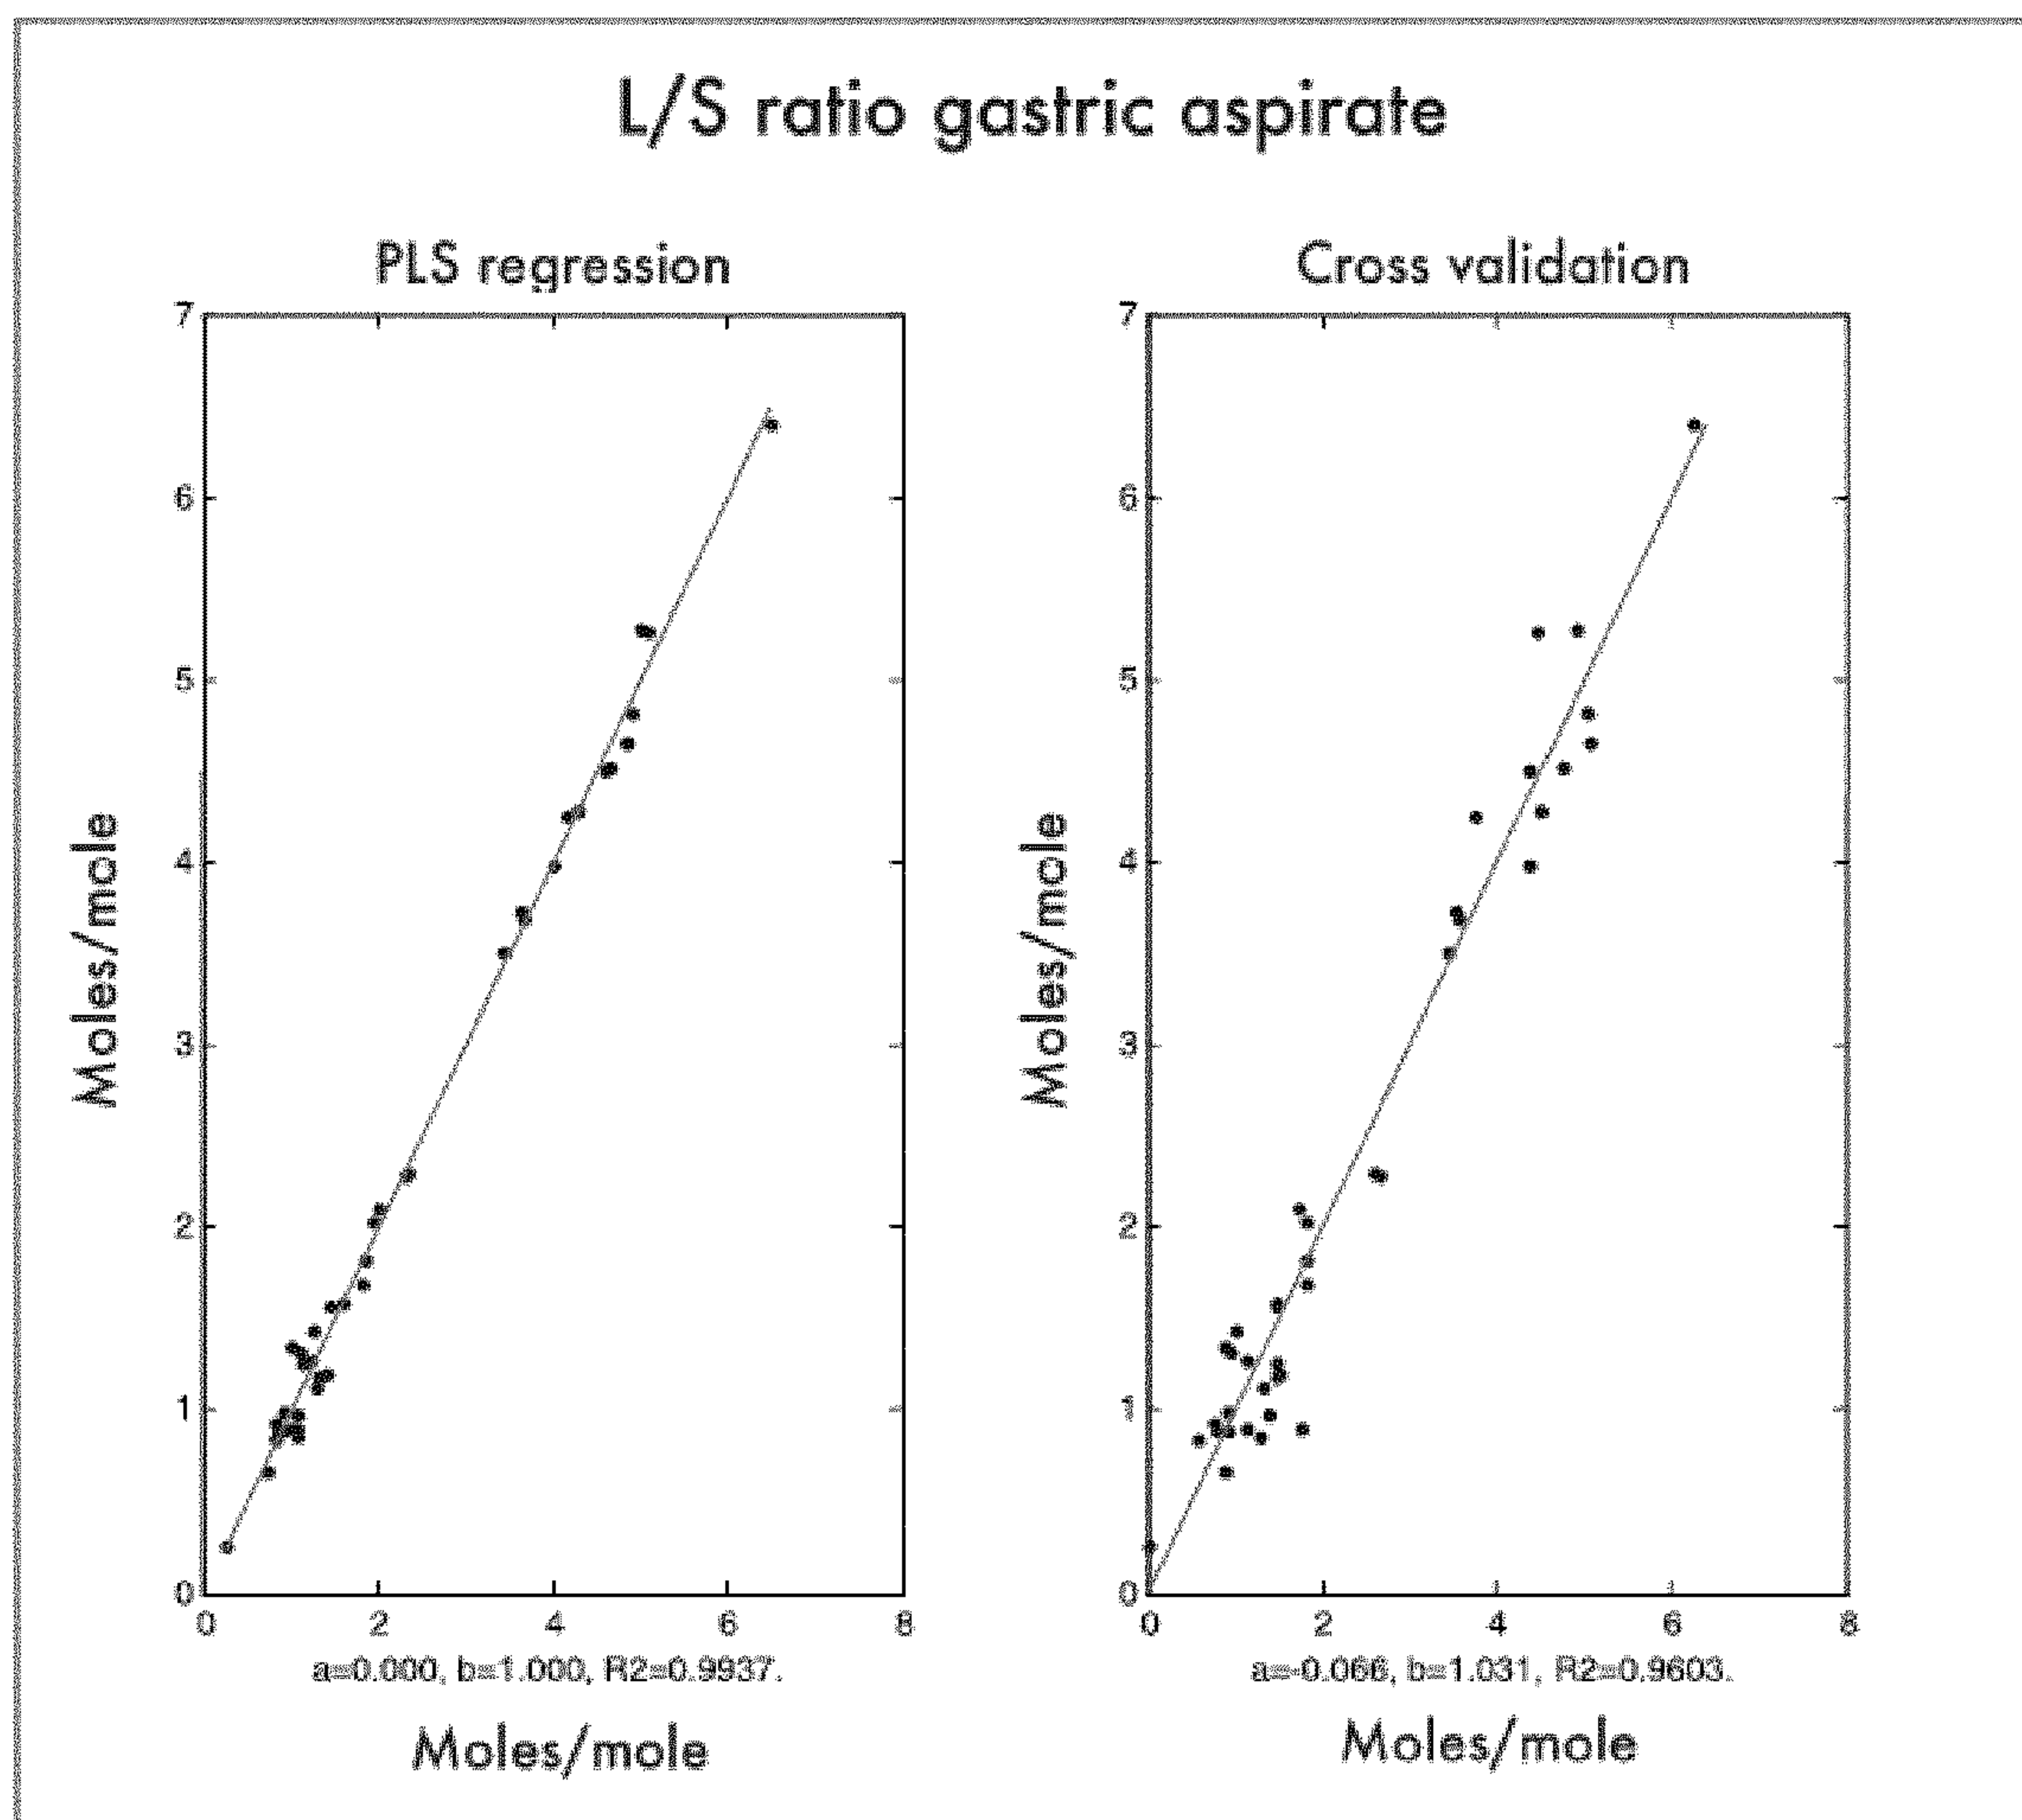 L/S ratio gastric aspirate
PLS regression
7
6
5
4
3
2
1
0
0 2 4 6 8
Moles/mole
a=0.000, b=1.000, R2=0.9937.
Moles/mole
Cross validation
7
6
5
4
3
2
1
0
0 2 4 6 8
Moles/mole
a=-0.066, b=1.031, R2=0.9603.
Moles/mole